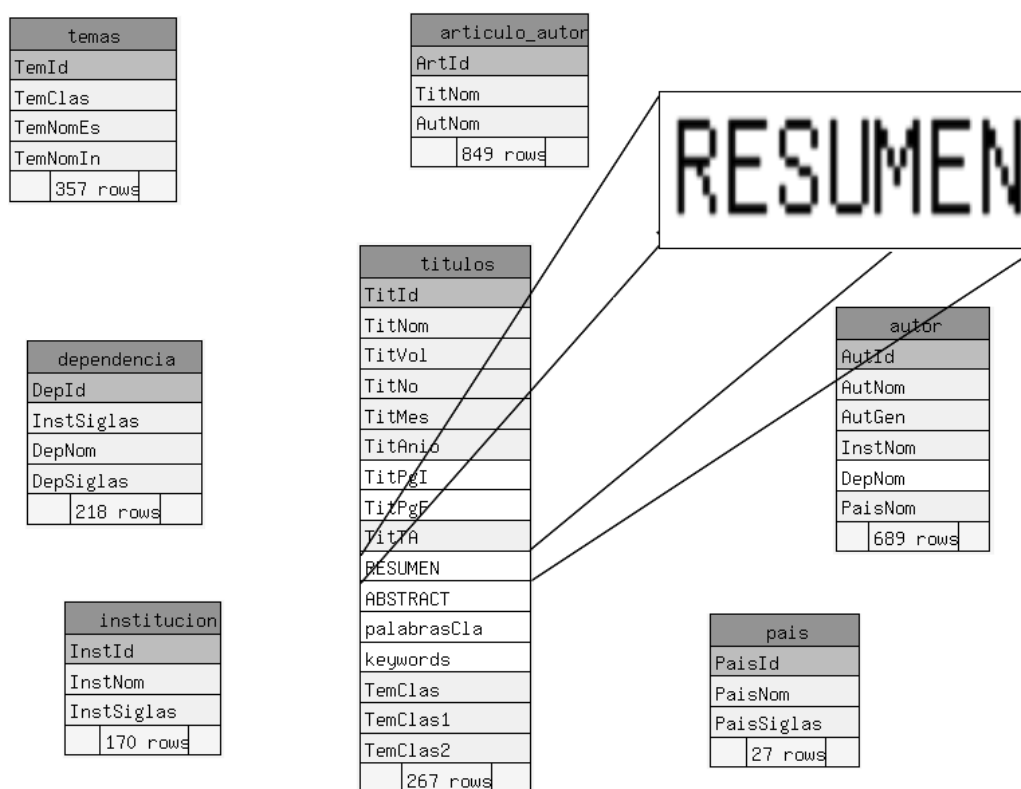 temas
TemId
TemClas
TemNomEs
TemNomIn
357 rows
articulo_autor
ArtId
TitNom
AutNom
849 rows
RESUMEN
titulos
TitId
TitNom
TitVol
TitNo
TitMes
TitAnio
TitPgI
TitPgF
TitTA
RESUMEN
ABSTRACT
palabrasCla
keywords
TemClas
TemClas1
TemClas2
267 rows
dependencia
DepId
InstSiglas
DepNom
DepSiglas
218 rows
autor
AutId
AutNom
AutGen
InstNom
DepNom
PaisNom
689 rows
institucion
InstId
InstNom
InstSiglas
170 rows
pais
PaisId
PaisNom
PaisSiglas
27 rows